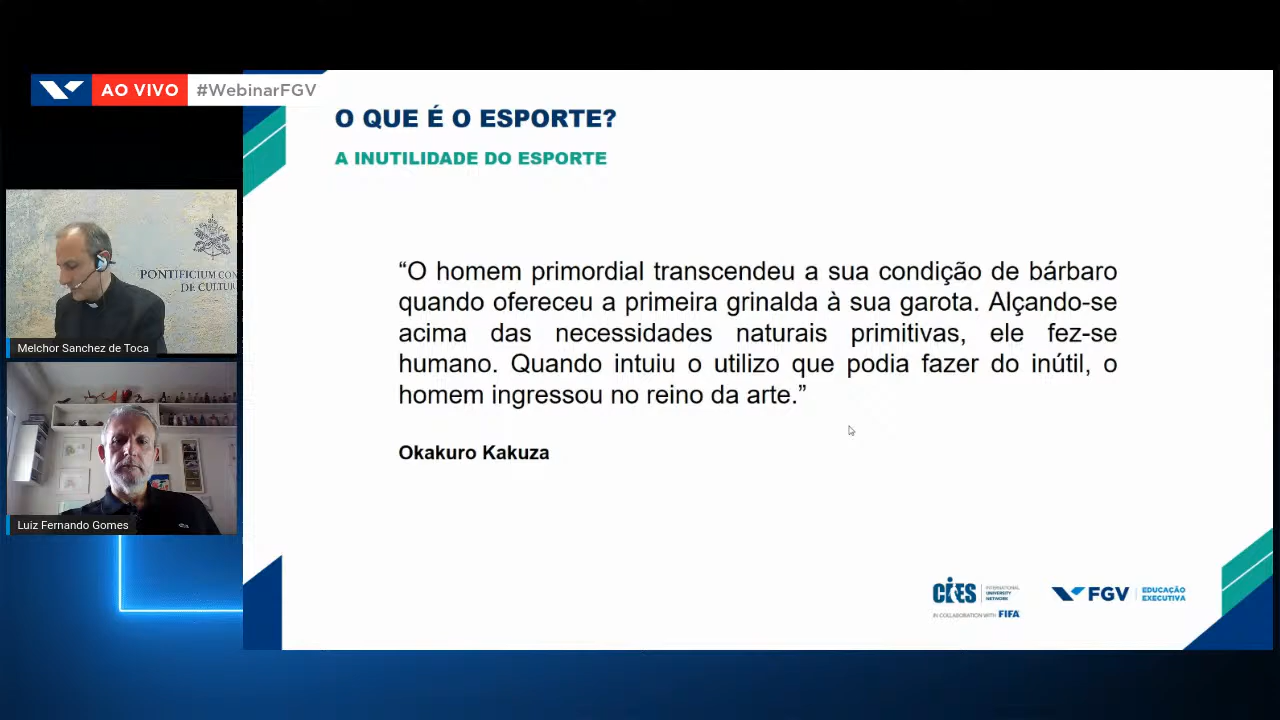 AO VIVO #WebinarFGV
O QUE É O ESPORTE?
A INUTILIDADE DO ESPORTE
PONTIFICIUM CON
DE CULTUR
Melchor Sanchez de Toca
Luiz Fernando Gomes
“O homem primordial transcendeu a sua condição de bárbaro
quando ofereceu a primeira grinalda à sua garota. Alçando-se
acima das necessidades naturais primitivas, ele fez-se
humano. Quando intuiu o utilizo que podia fazer do inútil, o
homem ingressou no reino da arte.”
Okakuro Kakuza
CIES INTERNATIONAL
UNIVERSITY
NETWORK
IN COLLABORATION WITH FIFA
FGV EDUCAÇÃO
EXECUTIVA